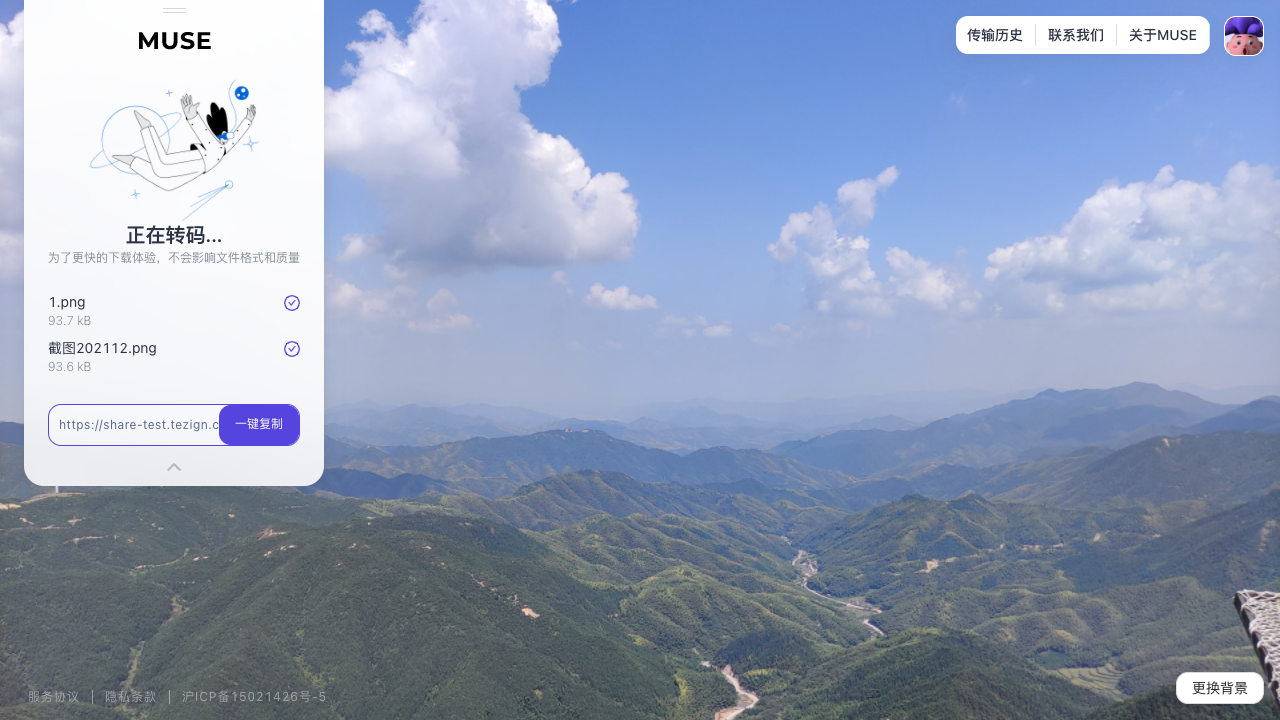 MUSE
传输历史
联系我们
关于MUSE
正在转码...
为了更快的下载体验，不会影响文件格式和质量
1.png
93.7 kB
截图202112.png
93.6 kB
https://share-test.tezign.c
一键复制
服务协议 | 隐私条款 | 沪ICP备15021426号-5
更换背景